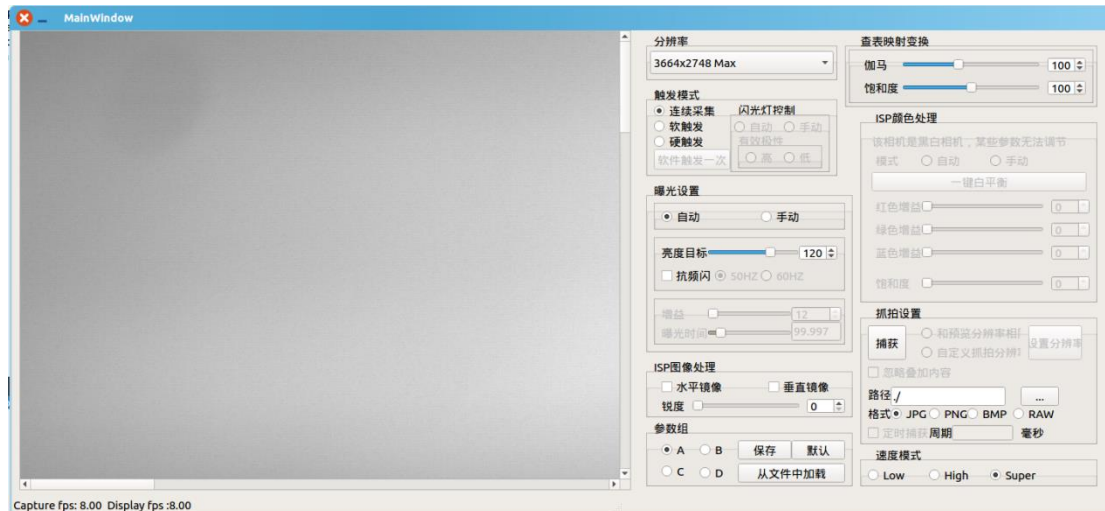 MainWindow
分辨率
3664x2748 Max
触发模式
连续采集
软触发
硬触发
软件触发一次
闪光灯控制
自动 手动
有效极性
高 低
曝光设置
自动 手动
亮度目标 120
抗频闪 50HZ 60HZ
增益 12
曝光时间 99.997
ISP图像处理
水平镜像 垂直镜像
锐度 0
参数组
A B 保存 默认
C D 从文件中加载
查表映射变换
伽马 100
饱和度 100
ISP颜色处理
该相机是黑白相机，某些参数无法调节
模式 自动 手动
一键白平衡
红色增益 0
绿色增益 0
蓝色增益 0
饱和度 0
抓拍设置
捕获
和预览分辨率相
自定义抓拍分辨
设置分辨率
忽略叠加内容
路径 ./ ...
格式 JPG PNG BMP RAW
定时捕获 周期 毫秒
速度模式
Low High Super
Capture fps: 8.00 Display fps :8.00